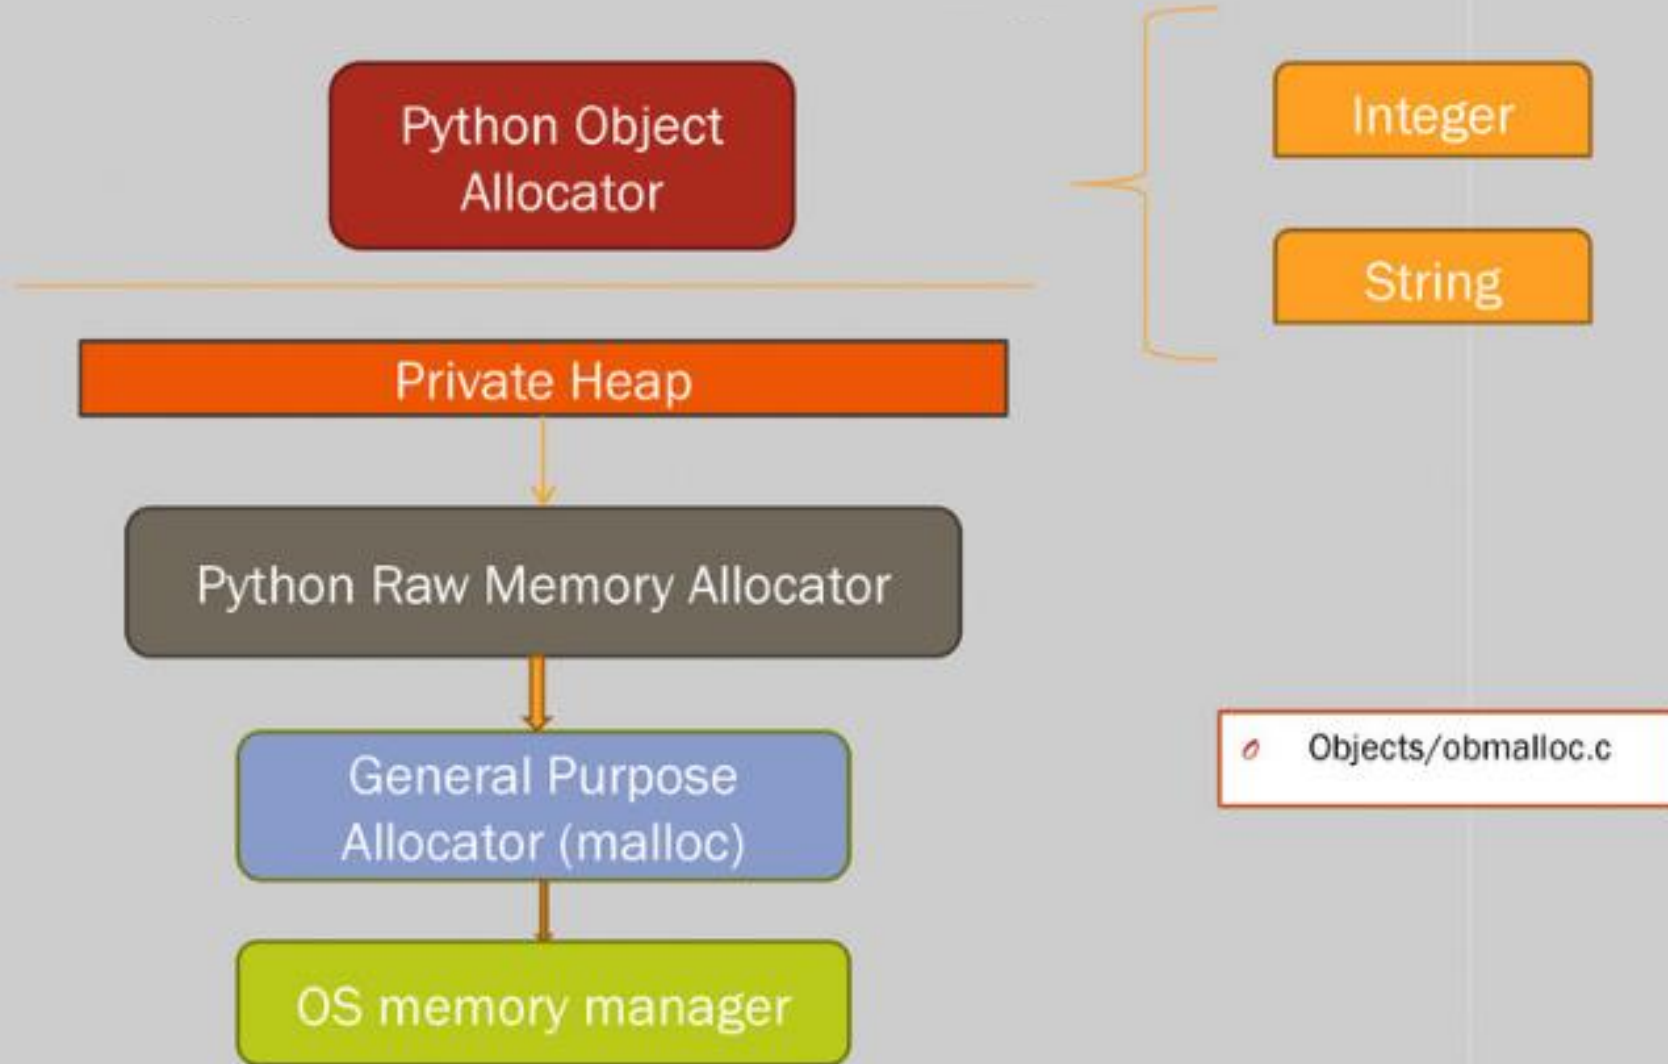 Python Object
Allocator
Integer
String
Private Heap
Python Raw Memory Allocator
General Purpose
Allocator (malloc)
Objects/obmalloc.c
OS memory manager